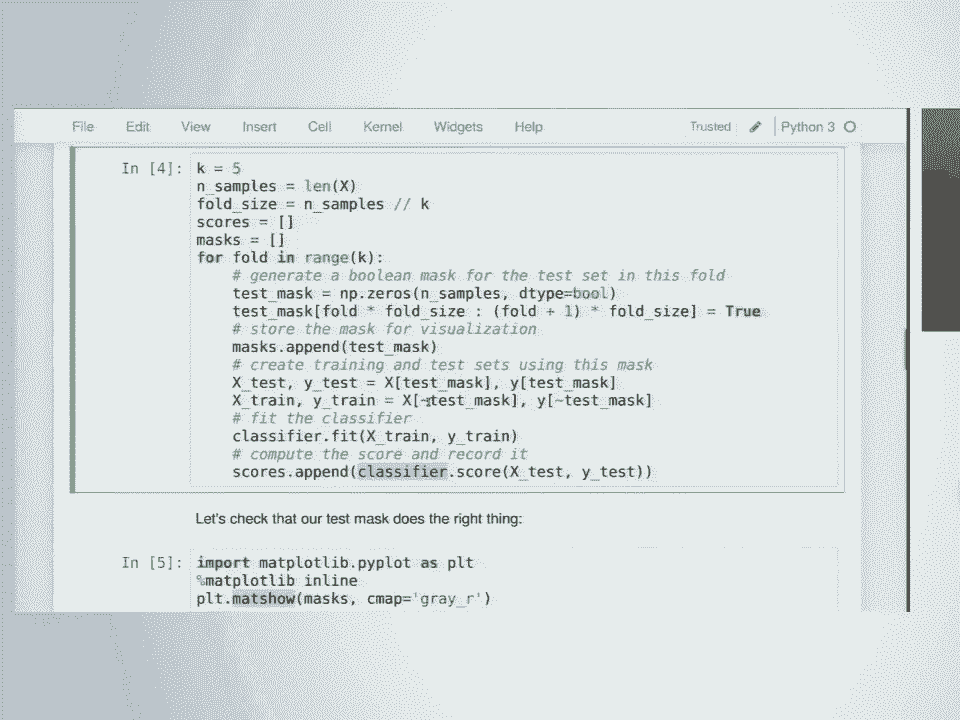 File Edit View Insert Cell Kernel Widgets Help Trusted Python 3
In [4]: k = 5
n_samples = len(X)
fold_size = n_samples // k
scores = []
masks = []
for fold in range(k):
    # generate a boolean mask for the test set in this fold
    test_mask = np.zeros(n_samples, dtype=bool)
    test_mask[fold * fold_size : (fold + 1) * fold_size] = True
    # store the mask for visualization
    masks.append(test_mask)
    # create training and test sets using this mask
    X_test, y_test = X[test_mask], y[test_mask]
    X_train, y_train = X[~test_mask], y[~test_mask]
    # fit the classifier
    classifier.fit(X_train, y_train)
    # compute the score and record it
    scores.append(classifier.score(X_test, y_test))
Let's check that our test mask does the right thing:
In [5]: import matplotlib.pyplot as plt
%matplotlib inline
plt.matshow(masks, cmap='gray_r')